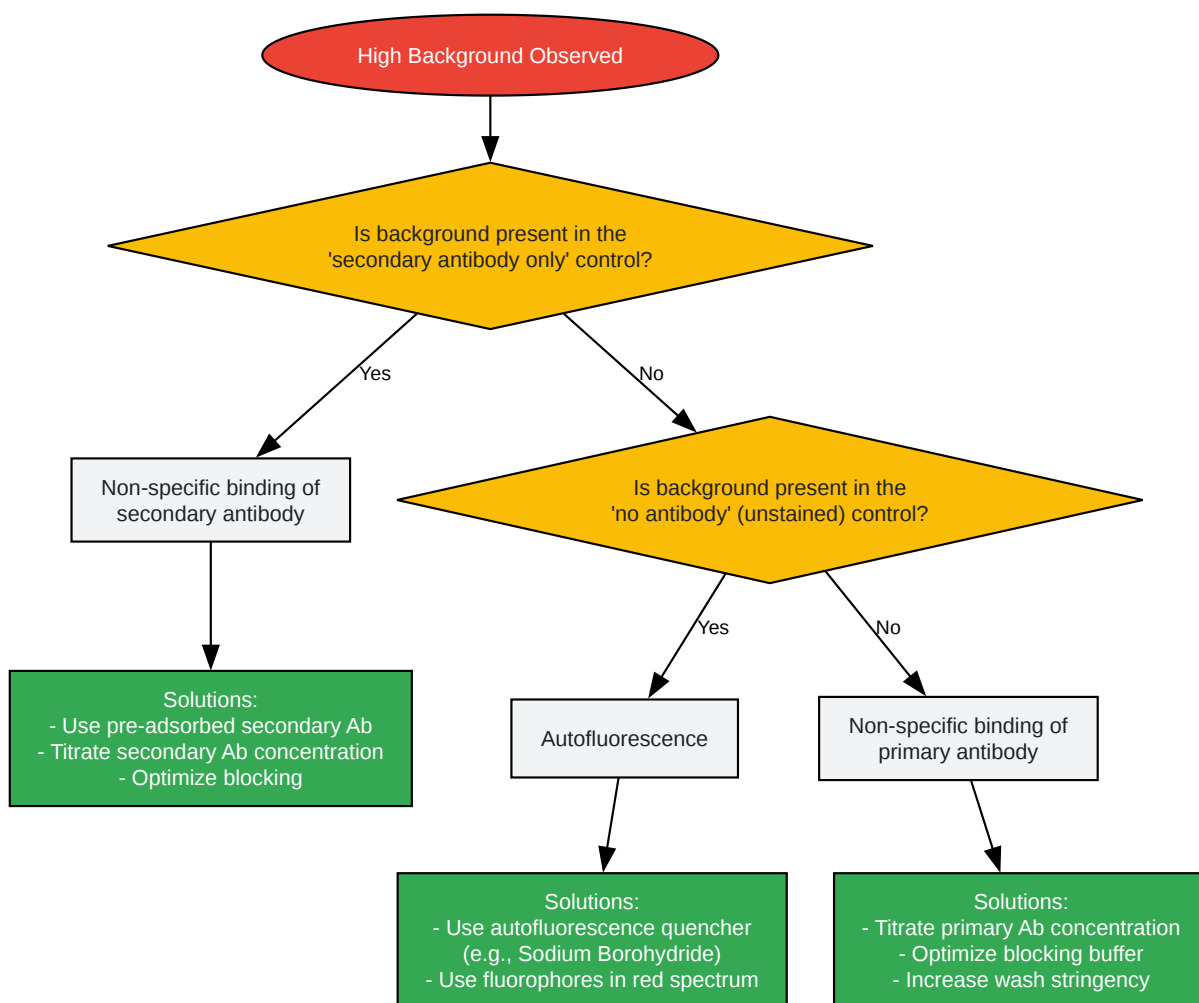 High Background Observed
Is background present in the
'secondary antibody only' control?
Yes
No
Non-specific binding of
secondary antibody
Is background present in the
'no antibody' (unstained) control?
Yes
No
Solutions:
- Use pre-adsorbed secondary Ab
- Titrate secondary Ab concentration
- Optimize blocking
Autofluorescence
Non-specific binding of
primary antibody
Solutions:
- Use autofluorescence quencher
(e.g., Sodium Borohydride)
- Use fluorophores in red spectrum
Solutions:
- Titrate primary Ab concentration
- Optimize blocking buffer
- Increase wash stringency